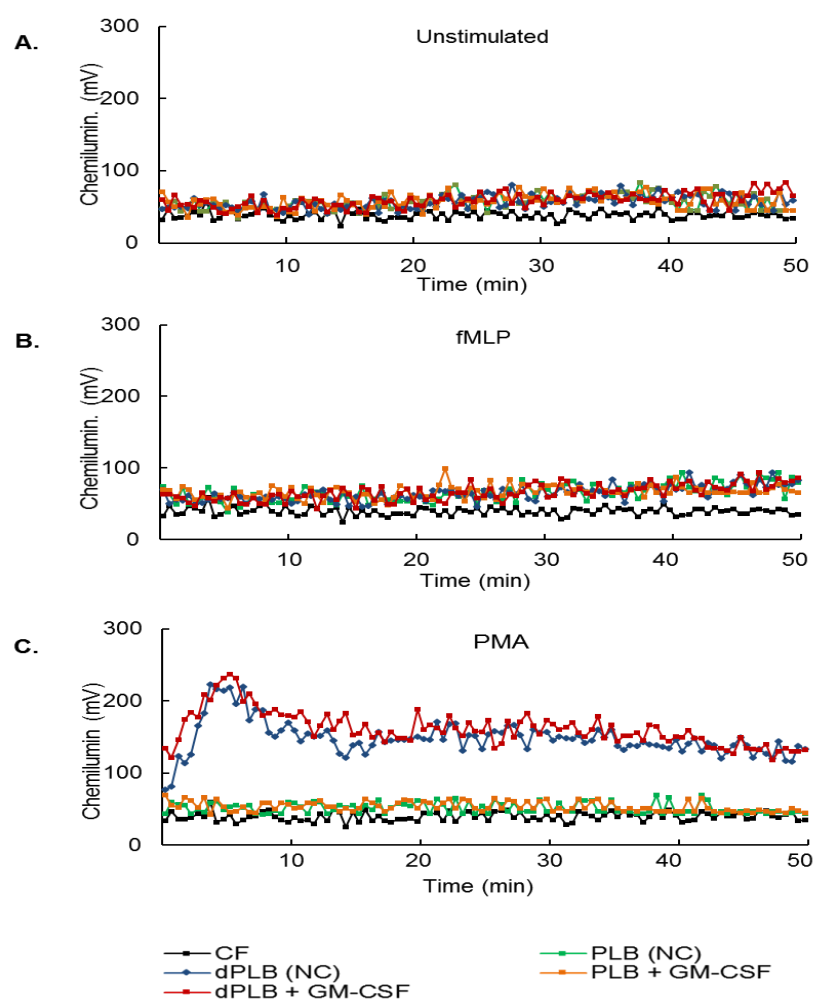 A.
Unstimulated
Chemilumin. (mV)
300
200
100
0
10 20 30 40 50
Time (min)
B.
fMLP
Chemilumin. (mV)
300
200
100
0
10 20 30 40 50
Time (min)
C.
PMA
Chemilumin (mV)
300
200
100
0
10 20 30 40 50
Time (min)
CF PLB (NC)
dPLB (NC) PLB + GM-CSF
dPLB + GM-CSF